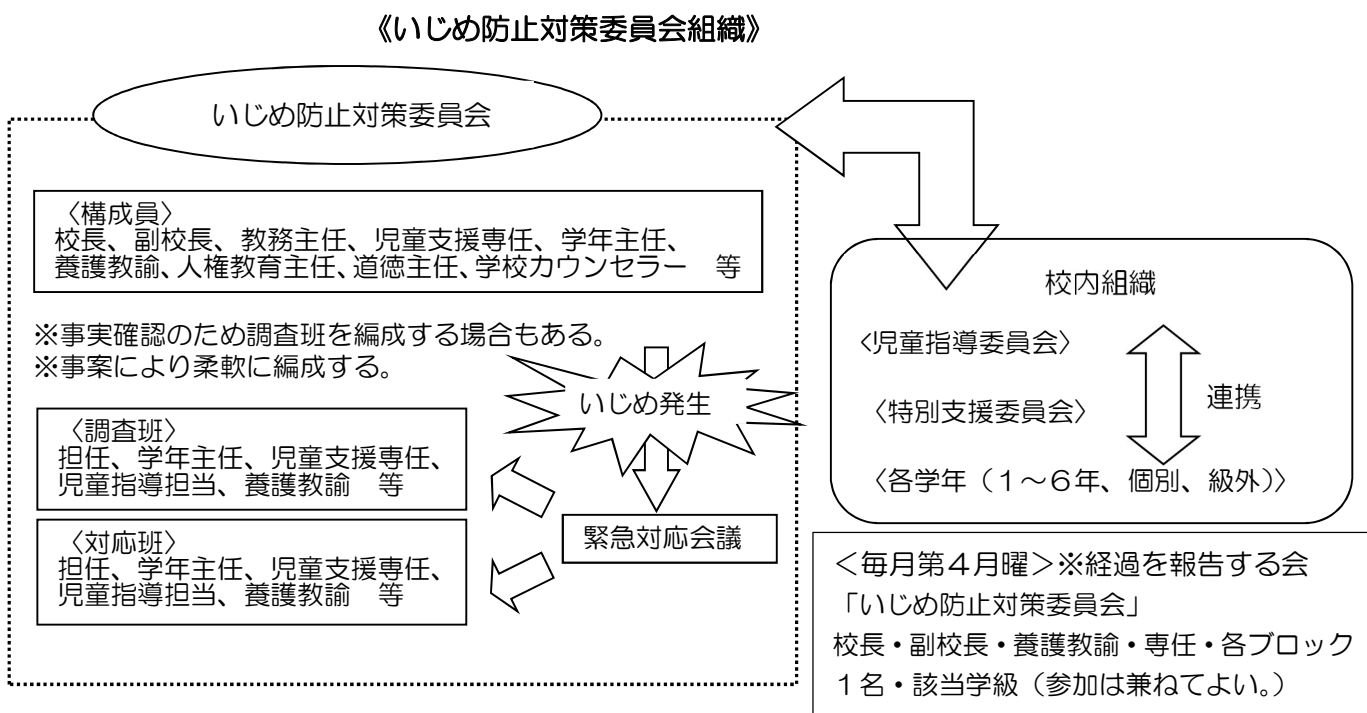 《いじめ防止対策委員会組織》
いじめ防止対策委員会
〈構成員〉
校長、副校長、教務主任、児童支援専任、学年主任、
養護教諭、人権教育主任、道徳主任、学校カウンセラー　等
※事実確認のため調査班を編成する場合もある。
※事案により柔軟に編成する。
いじめ発生
〈調査班〉
担任、学年主任、児童支援専任、
児童指導担当、養護教諭　等
緊急対応会議
〈対応班〉
担任、学年主任、児童支援専任、
児童指導担当、養護教諭　等
校内組織
〈児童指導委員会〉
〈特別支援委員会〉
連携
〈各学年（１～６年、個別、級外）〉
＜毎月第４月曜＞※経過を報告する会
「いじめ防止対策委員会」
校長・副校長・養護教諭・専任・各ブロック
１名・該当学級（参加は兼ねてよい。）